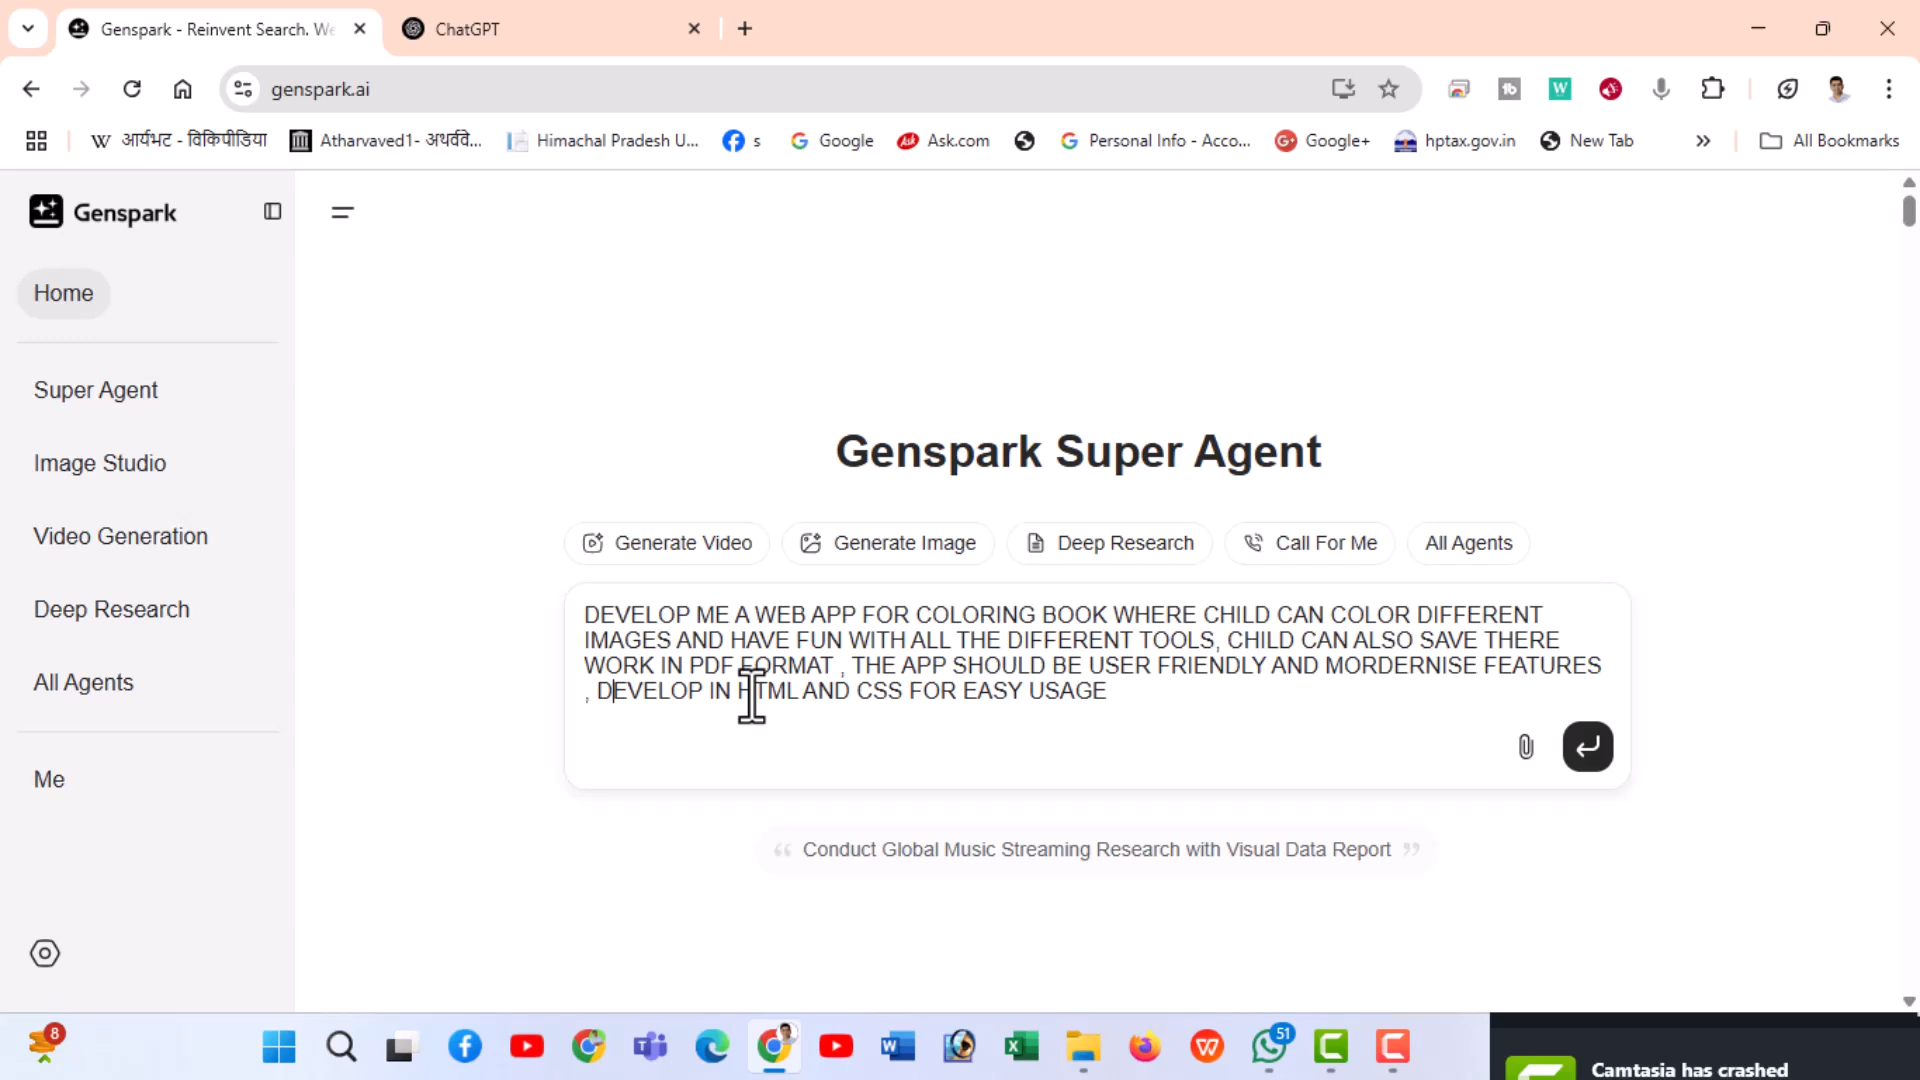 Genspark - Reinvent Search. We
ChatGPT
genspark.ai
आर्यभट - विकिपीडिया
Atharvaved1- अथर्ववे...
Himachal Pradesh U...
s
Google
Ask.com
Personal Info - Acco...
Google+
hptax.gov.in
New Tab
All Bookmarks
Genspark
Home
Super Agent
Image Studio
Video Generation
Deep Research
All Agents
Me
Genspark Super Agent
Generate Video
Generate Image
Deep Research
Call For Me
All Agents
DEVELOP ME A WEB APP FOR COLORING BOOK WHERE CHILD CAN COLOR DIFFERENT
IMAGES AND HAVE FUN WITH ALL THE DIFFERENT TOOLS, CHILD CAN ALSO SAVE THERE
WORK IN PDF FORMAT , THE APP SHOULD BE USER FRIENDLY AND MORDERNISE FEATURES
, DEVELOP IN HTML AND CSS FOR EASY USAGE
Conduct Global Music Streaming Research with Visual Data Report
8
51
Camtasia has crashed